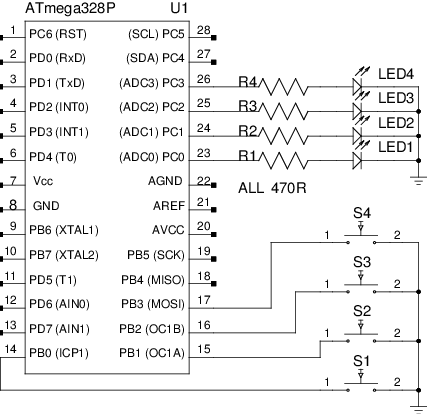 ATmega328P U1
1 PC6 (RST) (SCL) PC5 28
2 PD0 (RxD) (SDA) PC4 27
3 PD1 (TxD) (ADC3) PC3 26 R4 LED4
4 PD2 (INT0) (ADC2) PC2 25 R3 LED3
5 PD3 (INT1) (ADC1) PC1 24 R2 LED2
6 PD4 (T0) (ADC0) PC0 23 R1 LED1
7 Vcc AGND 22 ALL 470R
8 GND AREF 21
9 PB6 (XTAL1) AVCC 20 S4
10 PB7 (XTAL2) PB5 (SCK) 19 1 2
11 PD5 (T1) PB4 (MISO) 18 S3
12 PD6 (AIN0) PB3 (MOSI) 17 1 2
13 PD7 (AIN1) PB2 (OC1B) 16 S2
14 PB0 (ICP1) PB1 (OC1A) 15 1 2
S1
1 2